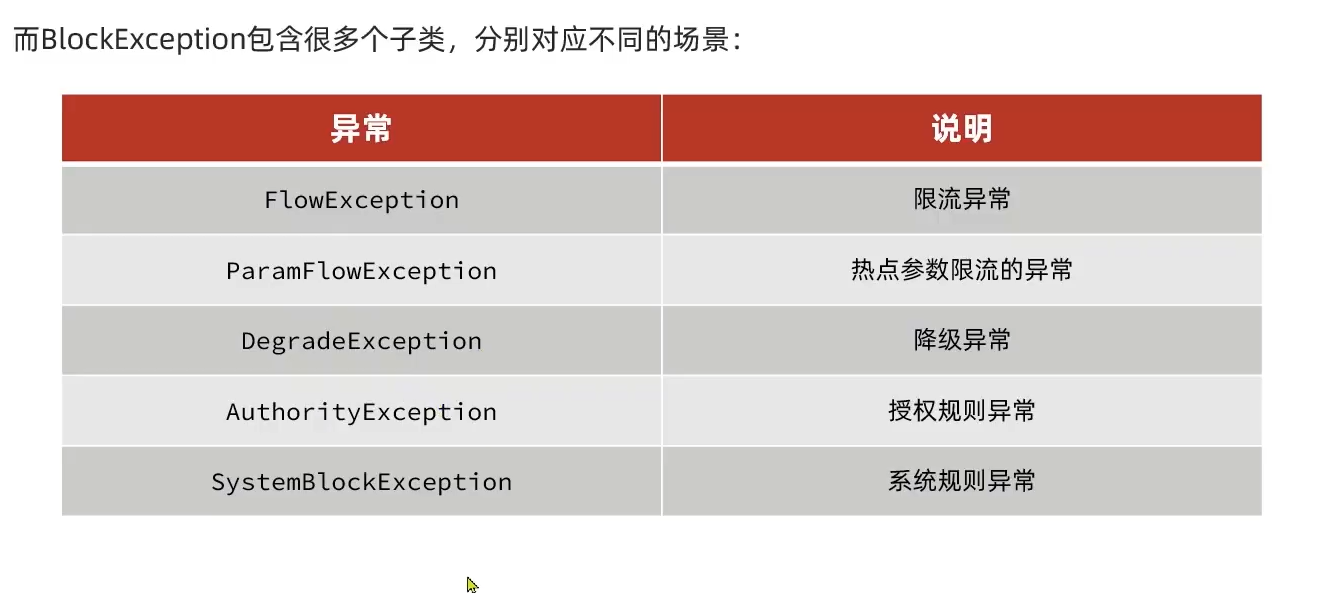 而BlockException包含很多个子类，分别对应不同的场景：
异常 说明
FlowException 限流异常
ParamFlowException 热点参数限流的异常
DegradeException 降级异常
AuthorityException 授权规则异常
SystemBlockException 系统规则异常